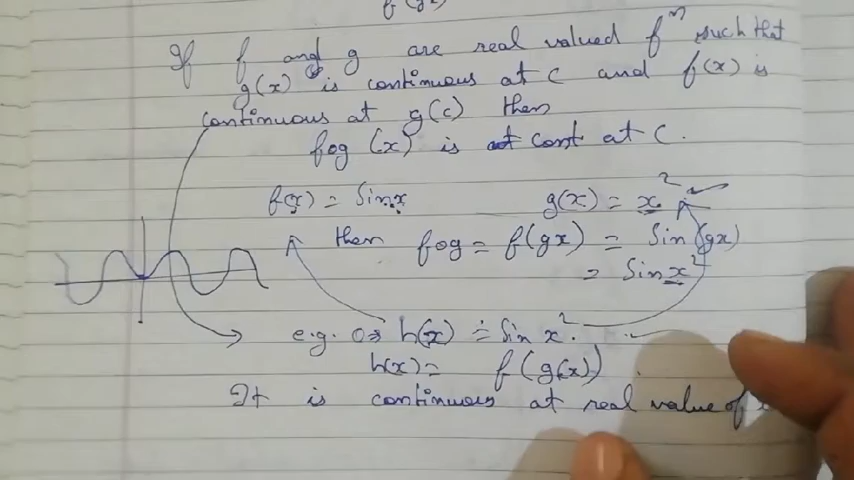 If f and g are real valued fⁿ such that
g(x) is continuous at c and f(x) is
continuous at g(c) then
fog (x) is cont at c.
f(x) = Sin x g(x) = x²
then fog = f(gx) = Sin (gx)
= Sin x²
e.g. h(x) = Sin x².
h(x) = f(g(x))
It is continuous at real value of